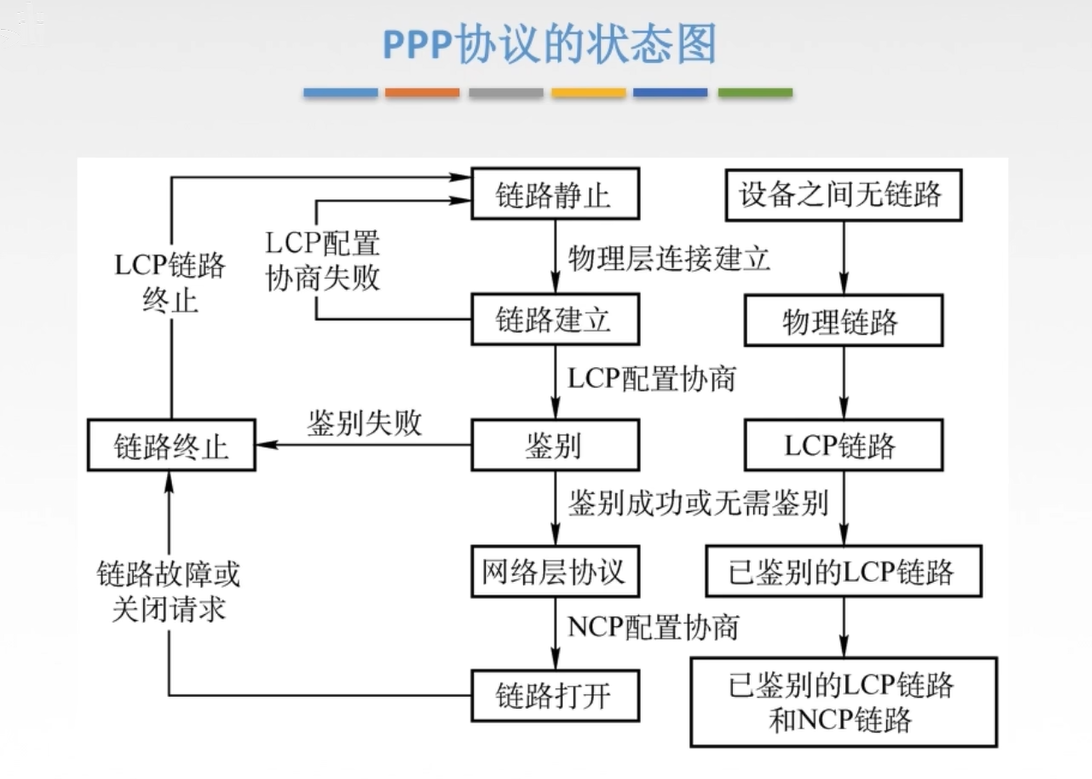 PPP协议的状态图
链路静止
设备之间无链路
LCP配置
协商失败
物理层连接建立
LCP链路
终止
链路建立
物理链路
LCP配置协商
鉴别失败
链路终止
鉴别
LCP链路
鉴别成功或无需鉴别
链路故障或
关闭请求
网络层协议
已鉴别的LCP链路
NCP配置协商
链路打开
已鉴别的LCP链路
和NCP链路